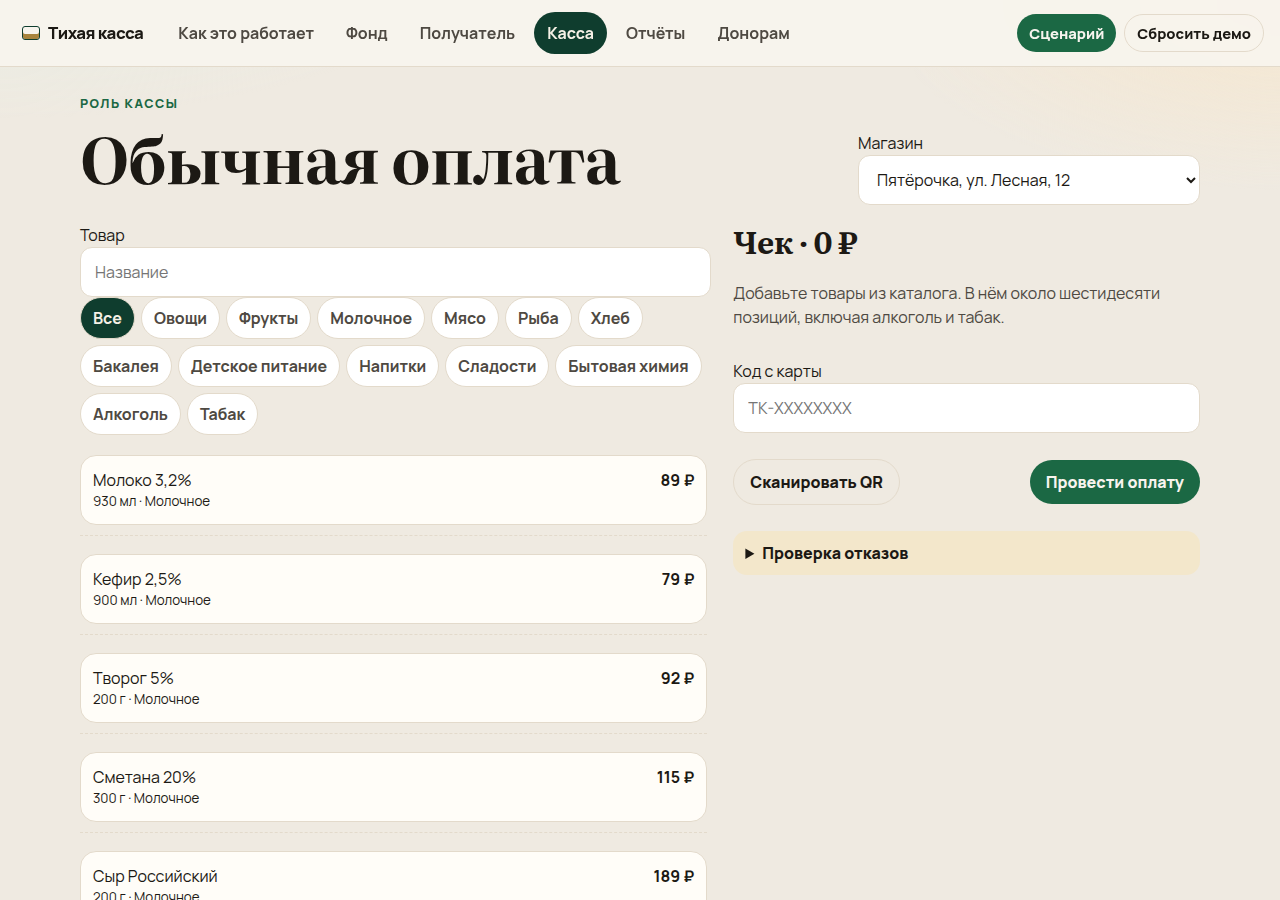 Тихая касса
Как это работает
Фонд
Получатель
Касса
Отчёты
Донорам
Сценарий
Сбросить демо
РОЛЬ КАССЫ
Обычная оплата
Магазин
Пятёрочка, ул. Лесная, 12
Товар
Название
Все
Овощи
Фрукты
Молочное
Мясо
Рыба
Хлеб
Бакалея
Детское питание
Напитки
Сладости
Бытовая химия
Алкоголь
Табак
Молоко 3,2%
89 ₽
930 мл · Молочное
Кефир 2,5%
79 ₽
900 мл · Молочное
Творог 5%
92 ₽
200 г · Молочное
Сметана 20%
115 ₽
300 г · Молочное
Сыр Российский
189 ₽
200 г · Молочное
Чек · 0 ₽
Добавьте товары из каталога. В нём около шестидесяти
позиций, включая алкоголь и табак.
Код с карты
ТК-XXXXXXXX
Сканировать QR
Провести оплату
Проверка отказов